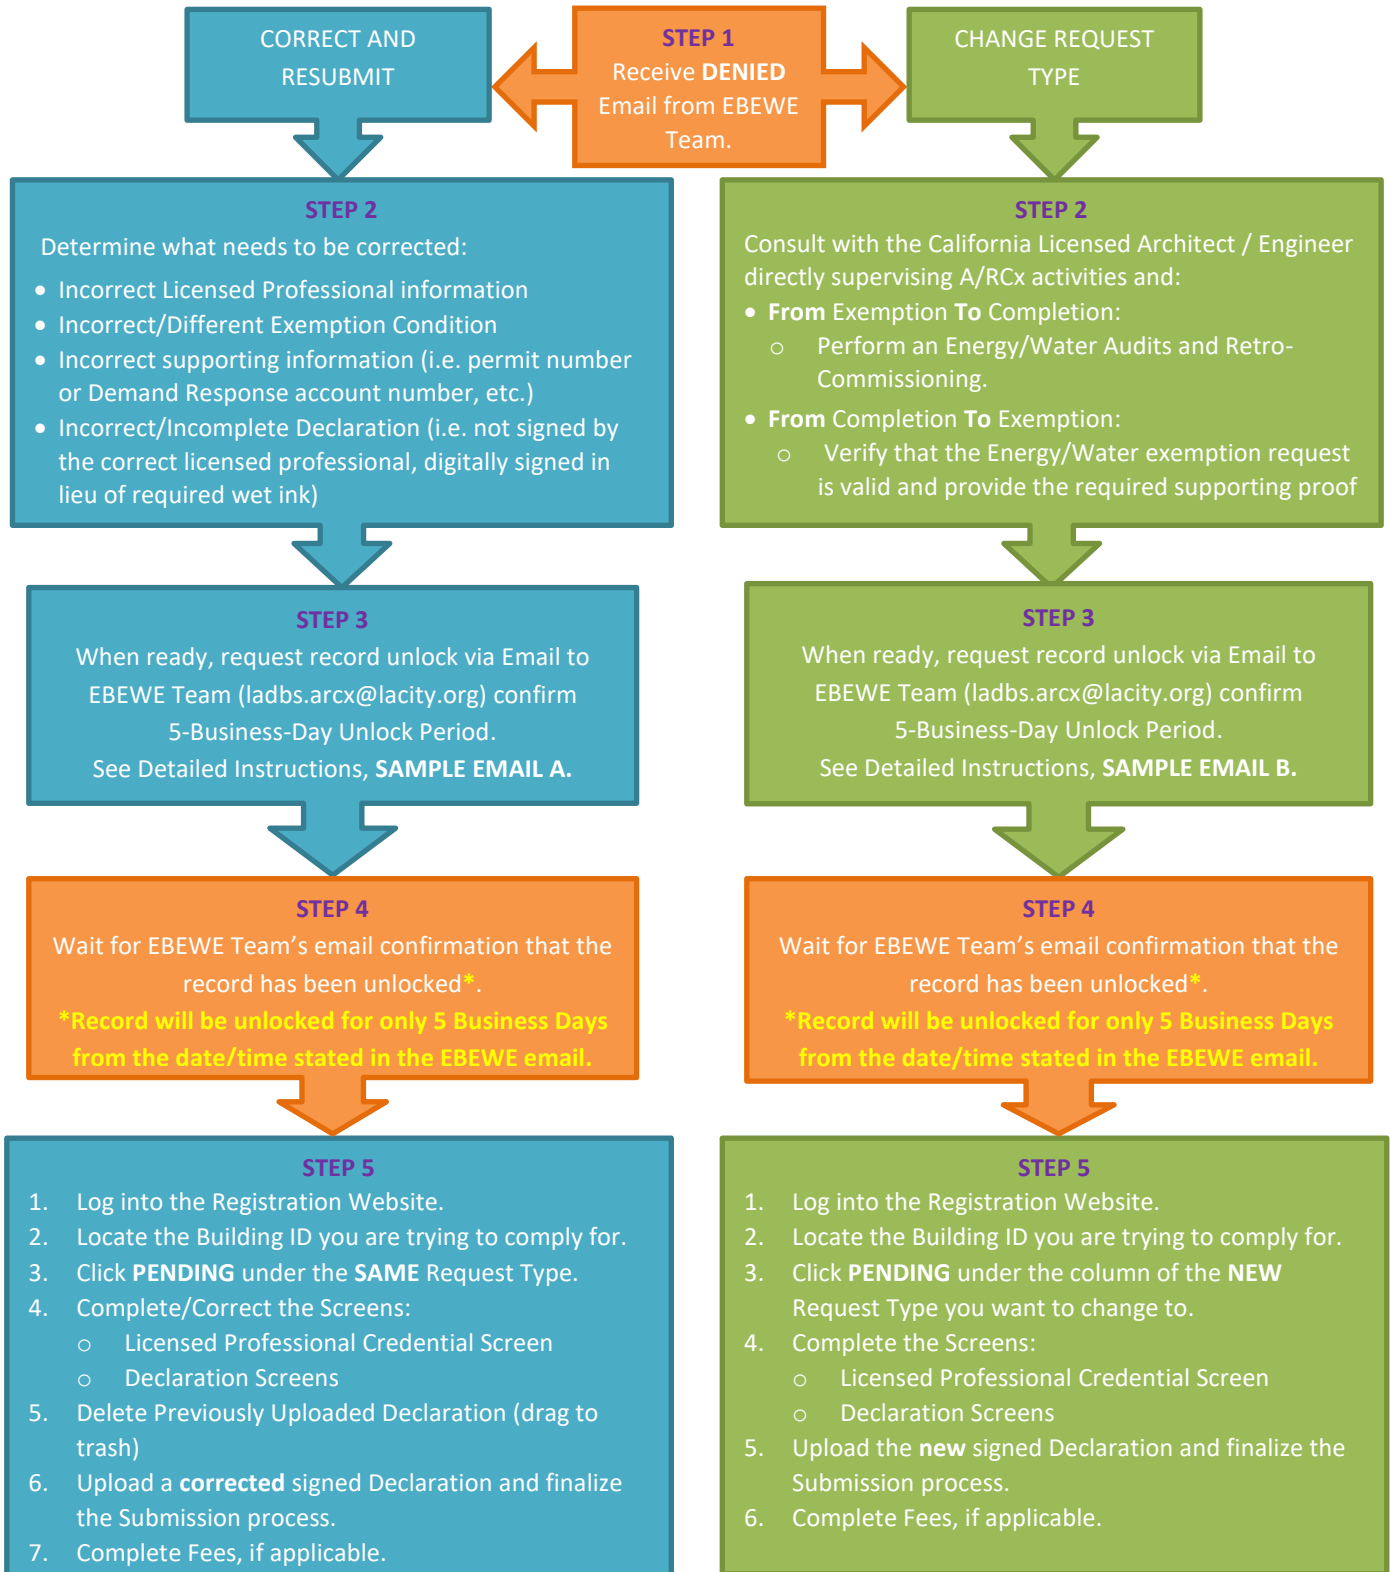 CORRECT AND
RESUBMIT
STEP 1
Receive DENIED
Email from EBEWE
Team.
CHANGE REQUEST
TYPE
STEP 2
Determine what needs to be corrected:
• Incorrect Licensed Professional information
• Incorrect/Different Exemption Condition
• Incorrect supporting information (i.e. permit number
or Demand Response account number, etc.)
• Incorrect/Incomplete Declaration (i.e. not signed by
the correct licensed professional, digitally signed in
lieu of required wet ink)
STEP 2
Consult with the California Licensed Architect / Engineer
directly supervising A/RCx activities and:
• From Exemption To Completion:
o Perform an Energy/Water Audits and Retro-
Commissioning.
• From Completion To Exemption:
o Verify that the Energy/Water exemption request
is valid and provide the required supporting proof
STEP 3
When ready, request record unlock via Email to
EBEWE Team (ladbs.arcx@lacity.org) confirm
5-Business-Day Unlock Period.
See Detailed Instructions, SAMPLE EMAIL A.
STEP 3
When ready, request record unlock via Email to
EBEWE Team (ladbs.arcx@lacity.org) confirm
5-Business-Day Unlock Period.
See Detailed Instructions, SAMPLE EMAIL B.
STEP 4
Wait for EBEWE Team’s email confirmation that the
record has been unlocked*.
*Record will be unlocked for only 5 Business Days
from the date/time stated in the EBEWE email.
STEP 4
Wait for EBEWE Team’s email confirmation that the
record has been unlocked*.
*Record will be unlocked for only 5 Business Days
from the date/time stated in the EBEWE email.
STEP 5
1. Log into the Registration Website.
2. Locate the Building ID you are trying to comply for.
3. Click PENDING under the SAME Request Type.
4. Complete/Correct the Screens:
o Licensed Professional Credential Screen
o Declaration Screens
5. Delete Previously Uploaded Declaration (drag to
trash)
6. Upload a corrected signed Declaration and finalize
the Submission process.
7. Complete Fees, if applicable.
STEP 5
1. Log into the Registration Website.
2. Locate the Building ID you are trying to comply for.
3. Click PENDING under the column of the NEW
Request Type you want to change to.
4. Complete the Screens:
o Licensed Professional Credential Screen
o Declaration Screens
5. Upload the new signed Declaration and finalize the
Submission process.
6. Complete Fees, if applicable.